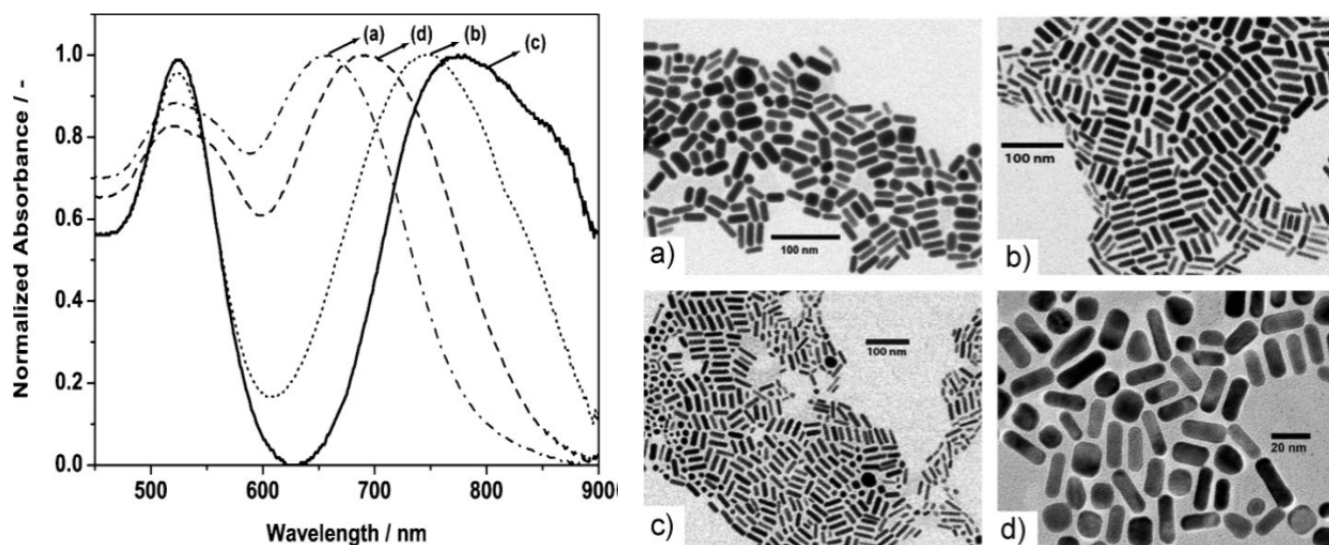 Normalized Absorbance / -
1.0
0.8
0.6
0.4
0.2
0.0
(a)
(d)
(b)
(c)
500
600
700
800
9000
Wavelength / nm
100 nm
a)
100 nm
b)
100 nm
c)
20 nm
d)